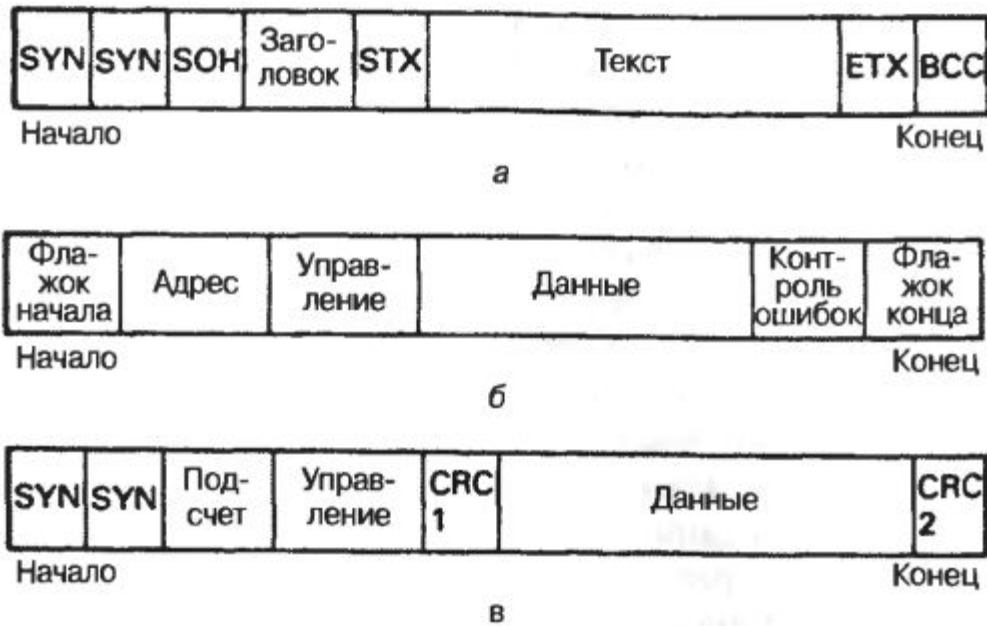 SYN SYN SOH Заго-
ловок STX Текст ETX BCC
Начало Конец
а
Фла-
жок
начала Адрес Управ-
ление Данные Конт-
роль
ошибок Фла-
жок
конца
Начало Конец
б
SYN SYN Под-
счет Управ-
ление CRC
1 Данные CRC
2
Начало Конец
в